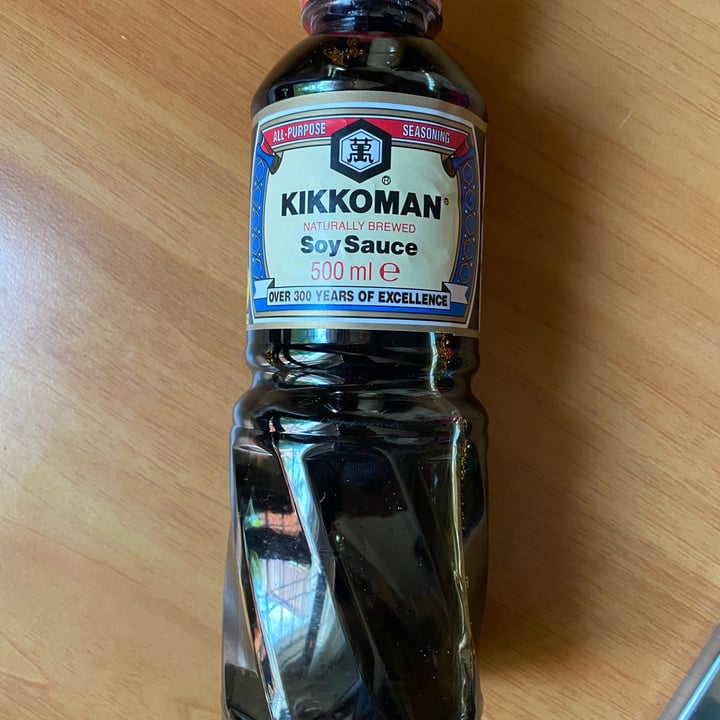 ALL-PURPOSE SEASONING
萬
®
KIKKOMAN®
NATURALLY BREWED
Soy Sauce
500 ml ℮
OVER 300 YEARS OF EXCELLENCE